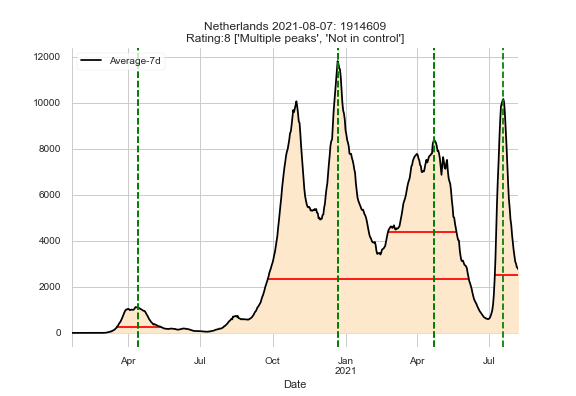 Netherlands 2021-08-07: 1914609
Rating:8 ['Multiple peaks', 'Not in control']
12000
Average-7d
10000
8000
6000
4000
2000
0
Apr
Jul
Oct
Jan
2021
Apr
Jul
Date